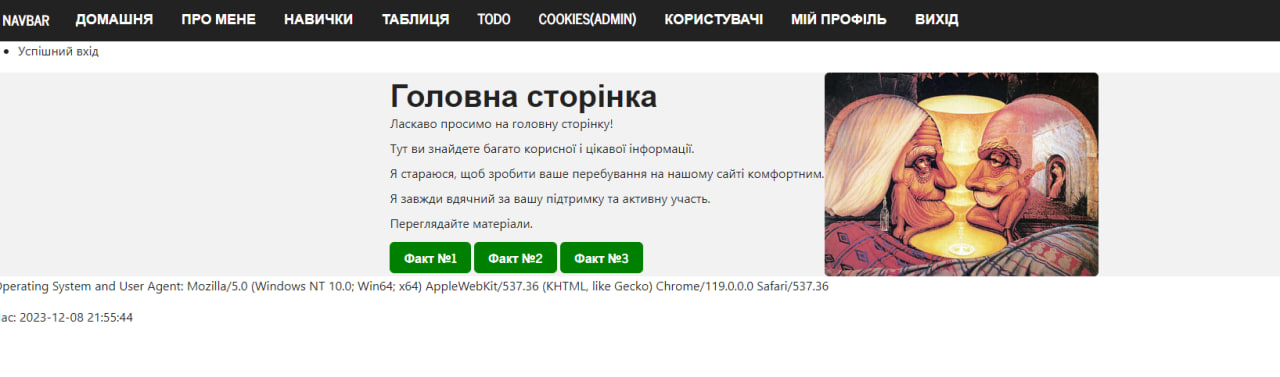 NAVBAR ДОМАШНЯ ПРО МЕНЕ НАВИЧКИ ТАБЛИЦЯ TODO COOKIES(ADMIN) КОРИСТУВАЧІ МІЙ ПРОФІЛЬ ВИХІД
Успішний вхід
Головна сторінка
Ласкаво просимо на головну сторінку!
Тут ви знайдете багато корисної і цікавої інформації.
Я стараюся, щоб зробити ваше перебування на нашому сайті комфортним.
Я завжди вдячний за вашу підтримку та активну участь.
Переглядайте матеріали.
Факт №1 Факт №2 Факт №3
Operating System and User Agent: Mozilla/5.0 (Windows NT 10.0; Win64; x64) AppleWebKit/537.36 (KHTML, like Gecko) Chrome/119.0.0.0 Safari/537.36
ас: 2023-12-08 21:55:44